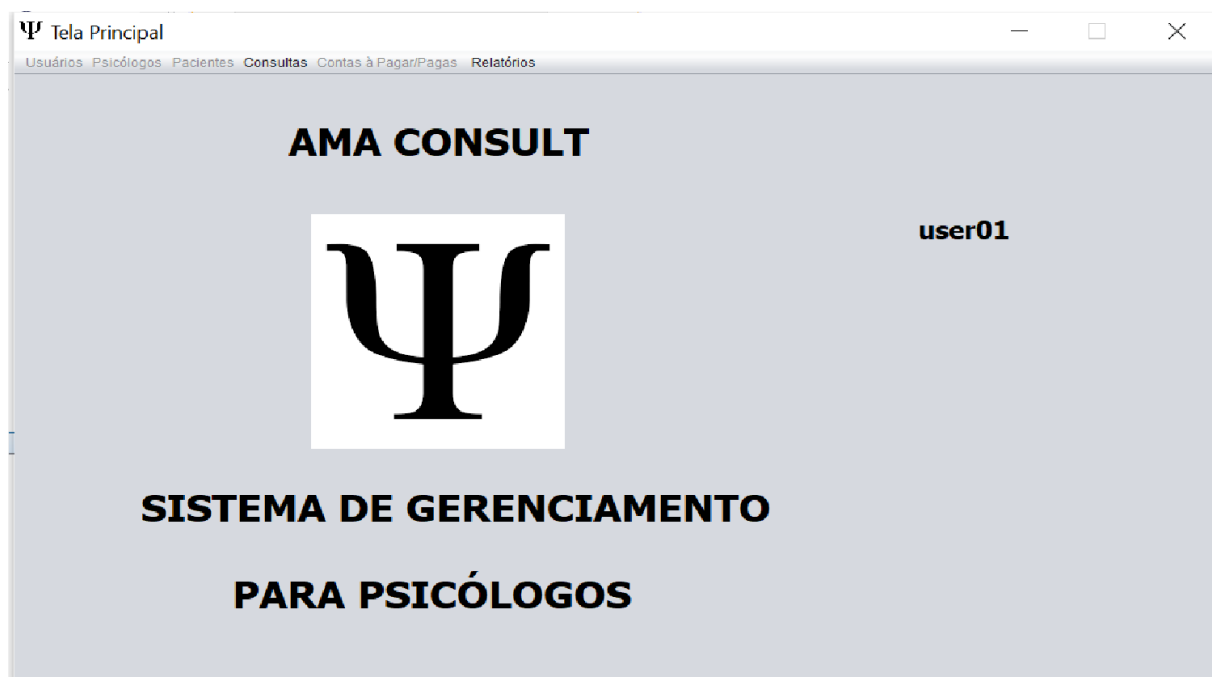 Ψ Tela Principal
Usuários Psicólogos Pacientes Consultas Contas à Pagar/Pagas Relatórios
AMA CONSULT
user01
Ψ
SISTEMA DE GERENCIAMENTO
PARA PSICÓLOGOS